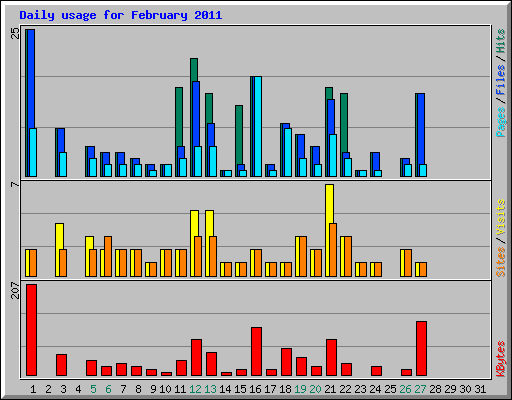 Daily usage for February 2011
25
Pages / Files / Hits
7
Sites / Visits
207
KBytes
1 2 3 4 5 6 7 8 9 10 11 12 13 14 15 16 17 18 19 20 21 22 23 24 25 26 27 28 29 30 31